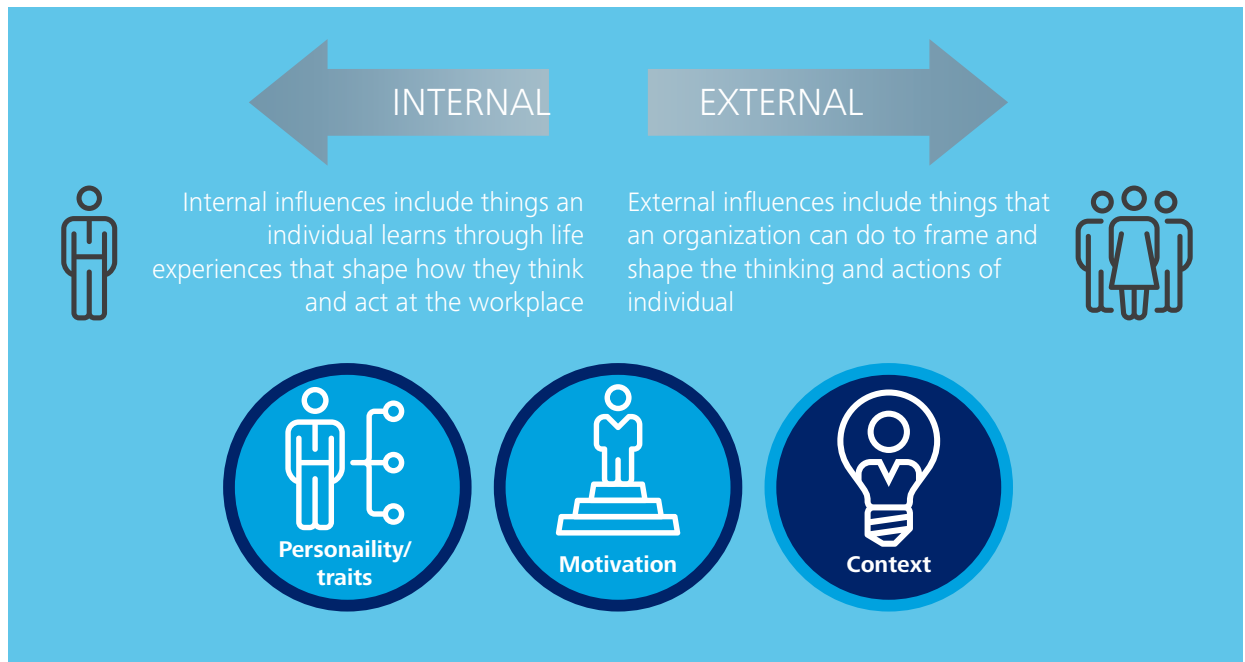 INTERNAL
EXTERNAL
Internal influences include things an
individual learns through life
experiences that shape how they think
and act at the workplace
External influences include things that
an organization can do to frame and
shape the thinking and actions of
individual
Personaility/
traits
Motivation
Context